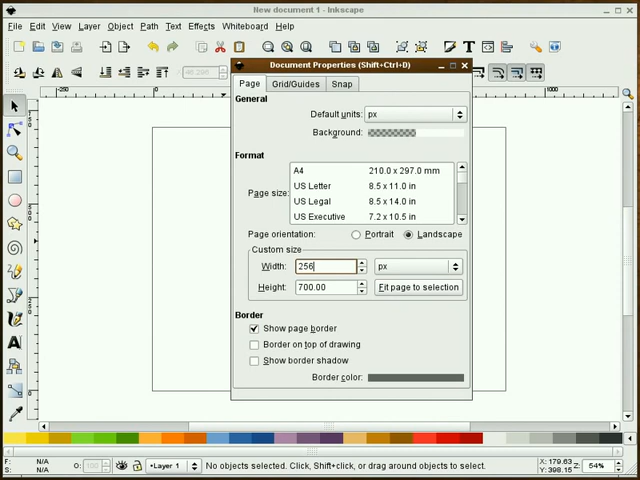 New document 1 - Inkscape
File Edit View Layer Object Path Text Effects Whiteboard Help
Document Properties (Shift+Ctrl+D)
Page Grid/Guides Snap
General
Default units: px
Background:
Format
Page size:
A4 210.0 x 297.0 mm
US Letter 8.5 x 11.0 in
US Legal 8.5 x 14.0 in
US Executive 7.2 x 10.5 in
Page orientation: Portrait Landscape
Custom size
Width: 256 px
Height: 700.00 Fit page to selection
Border
Show page border
Border on top of drawing
Show border shadow
Border color:
-250 1000
F: N/A
S: N/A
O: 100
Layer 1
No objects selected. Click, Shift+click, or drag around objects to select.
X: 179.63
Y: 398.15
Z: 54%